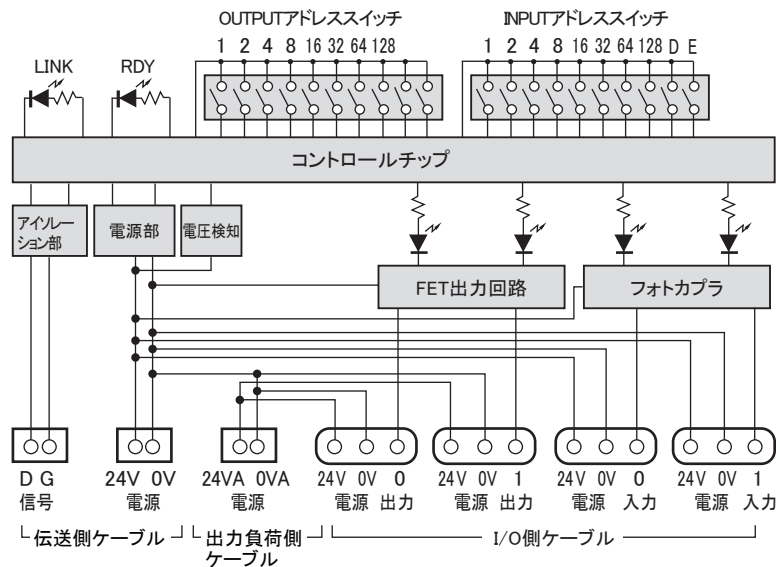 OUTPUTアドレススイッチ
INPUTアドレススイッチ
1 2 4 8 16 32 64 128
1 2 4 8 16 32 64 128 D E
LINK
RDY
コントロールチップ
アイソレー
ション部
電源部
電圧検知
FET出力回路
フォトカプラ
D G
信号
24V 0V
電源
24VA 0VA
電源
24V 0V 0
電源 出力
24V 0V 1
電源 出力
24V 0V 0
電源 入力
24V 0V 1
電源 入力
伝送側ケーブル
出力負荷側
ケーブル
I/O側ケーブル